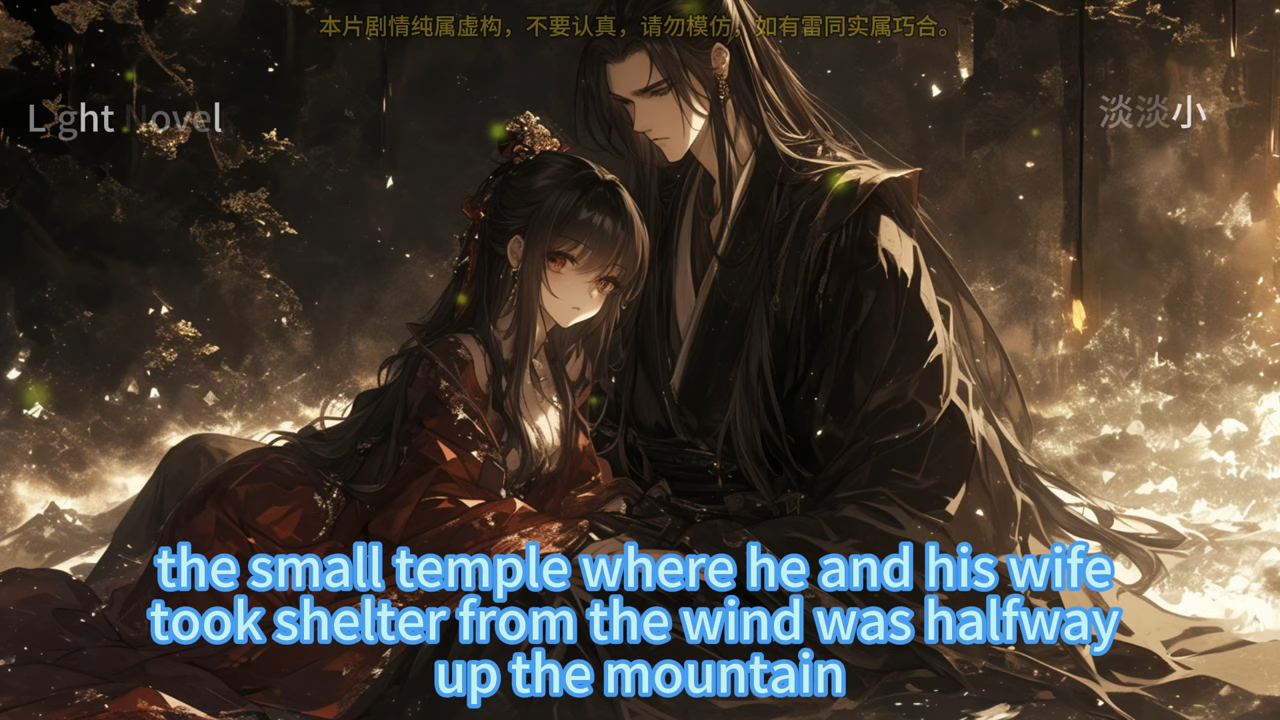 本片剧情纯属虚构，不要认真，请勿模仿，如有雷同实属巧合。
Light Novel
淡淡小
the small temple where he and his wife
took shelter from the wind was halfway
up the mountain